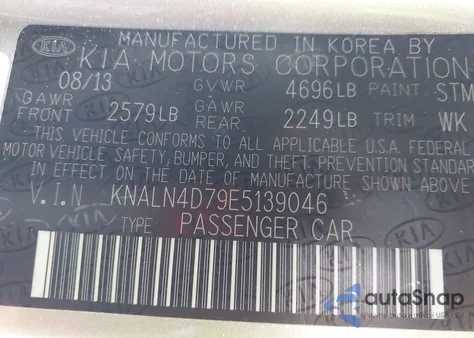 KIA MANUFACTURED IN KOREA BY
KIA MOTORS CORPORATION
08/13 GVWR 4696LB PAINT STM
GAWR FRONT 2579LB GAWR REAR 2249LB TRIM WK
THIS VEHICLE CONFORMS TO ALL APPLICABLE U.S.A. FEDERAL
MOTOR VEHICLE SAFETY, BUMPER, AND THEFT PREVENTION STANDA
IN EFFECT ON THE DATE OF MANUFACTURE SHOWN ABOVE.
V.I.N KNALN4D79E5139046
TYPE PASSENGER CAR
autoSnap